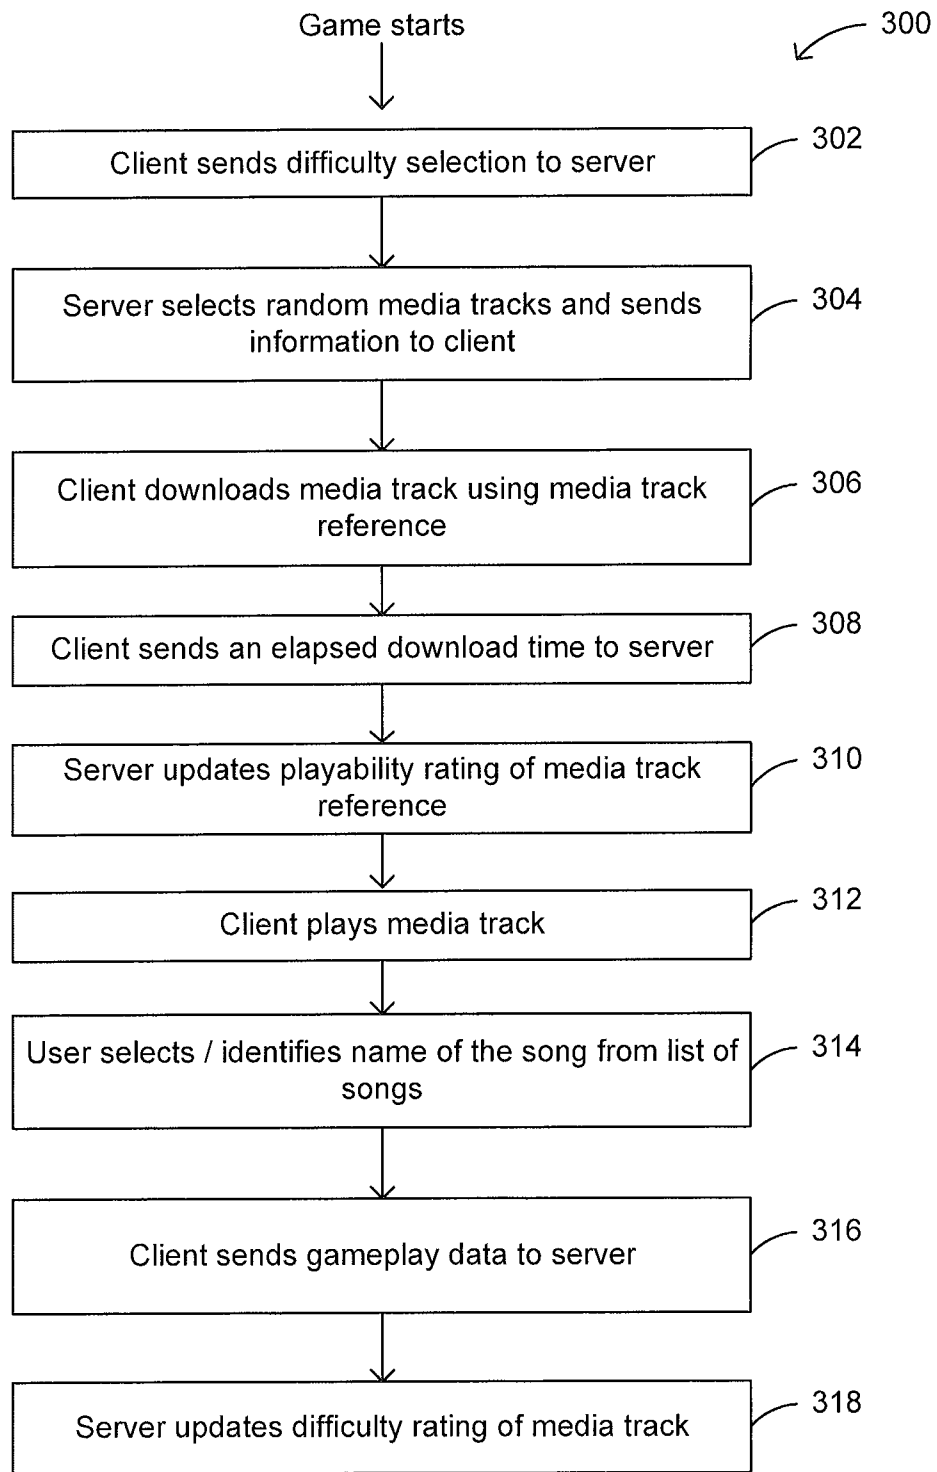 Game starts
300
Client sends difficulty selection to server
302
Server selects random media tracks and sends
information to client
304
Client downloads media track using media track
reference
306
Client sends an elapsed download time to server
308
Server updates playability rating of media track
reference
310
Client plays media track
312
User selects / identifies name of the song from list of
songs
314
Client sends gameplay data to server
316
Server updates difficulty rating of media track
318